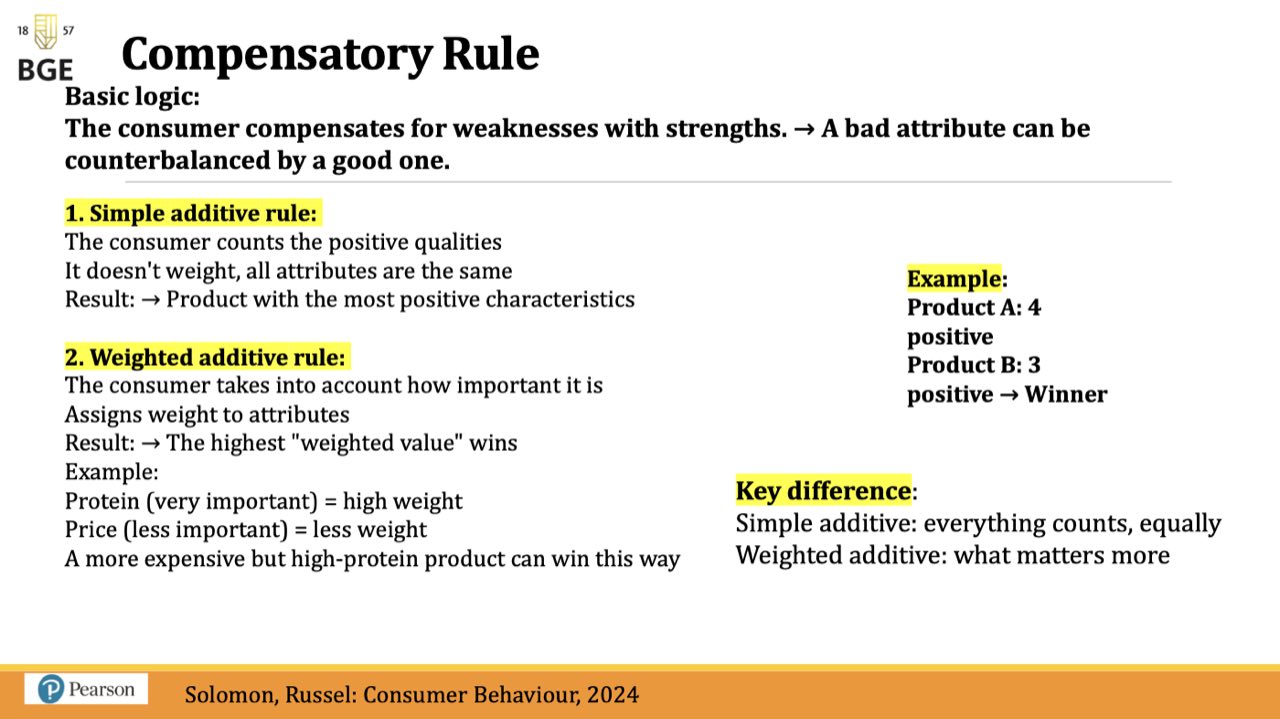 18 57
BGE
Compensatory Rule
Basic logic:
The consumer compensates for weaknesses with strengths. → A bad attribute can be
counterbalanced by a good one.
1. Simple additive rule:
The consumer counts the positive qualities
It doesn't weight, all attributes are the same
Result: → Product with the most positive characteristics
2. Weighted additive rule:
The consumer takes into account how important it is
Assigns weight to attributes
Result: → The highest "weighted value" wins
Example:
Protein (very important) = high weight
Price (less important) = less weight
A more expensive but high-protein product can win this way
Example:
Product A: 4
positive
Product B: 3
positive → Winner
Key difference:
Simple additive: everything counts, equally
Weighted additive: what matters more
Pearson
Solomon, Russel: Consumer Behaviour, 2024